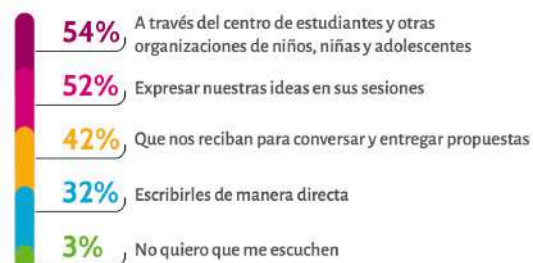 54% A través del centro de estudiantes y otras
organizaciones de niños, niñas y adolescentes
52% Expresar nuestras ideas en sus sesiones
42% Que nos reciban para conversar y entregar propuestas
32% Escribirles de manera directa
3% No quiero que me escuchen